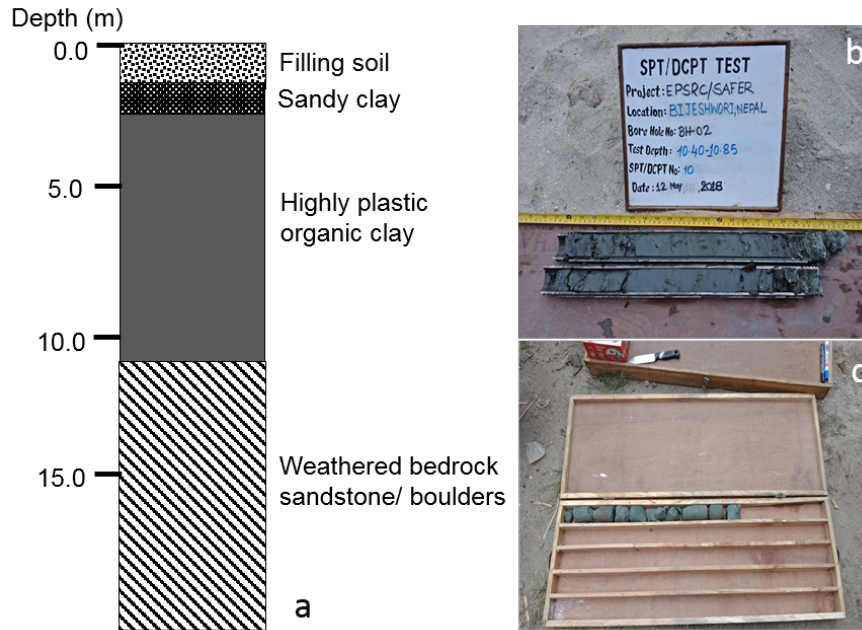 Depth (m)
0.0
Filling soil
Sandy clay
5.0
Highly plastic
organic clay
10.0
15.0
Weathered bedrock
sandstone/ boulders
a
b
SPT/DCPT TEST
Project: EPSRC/SAFER
Location: BIJESHWORI, NEPAL
Bore Hole No: BH-02
Test Depth: 10.40-10.85
SPT/DCPT No: 10
Date: 12 May 2018
c